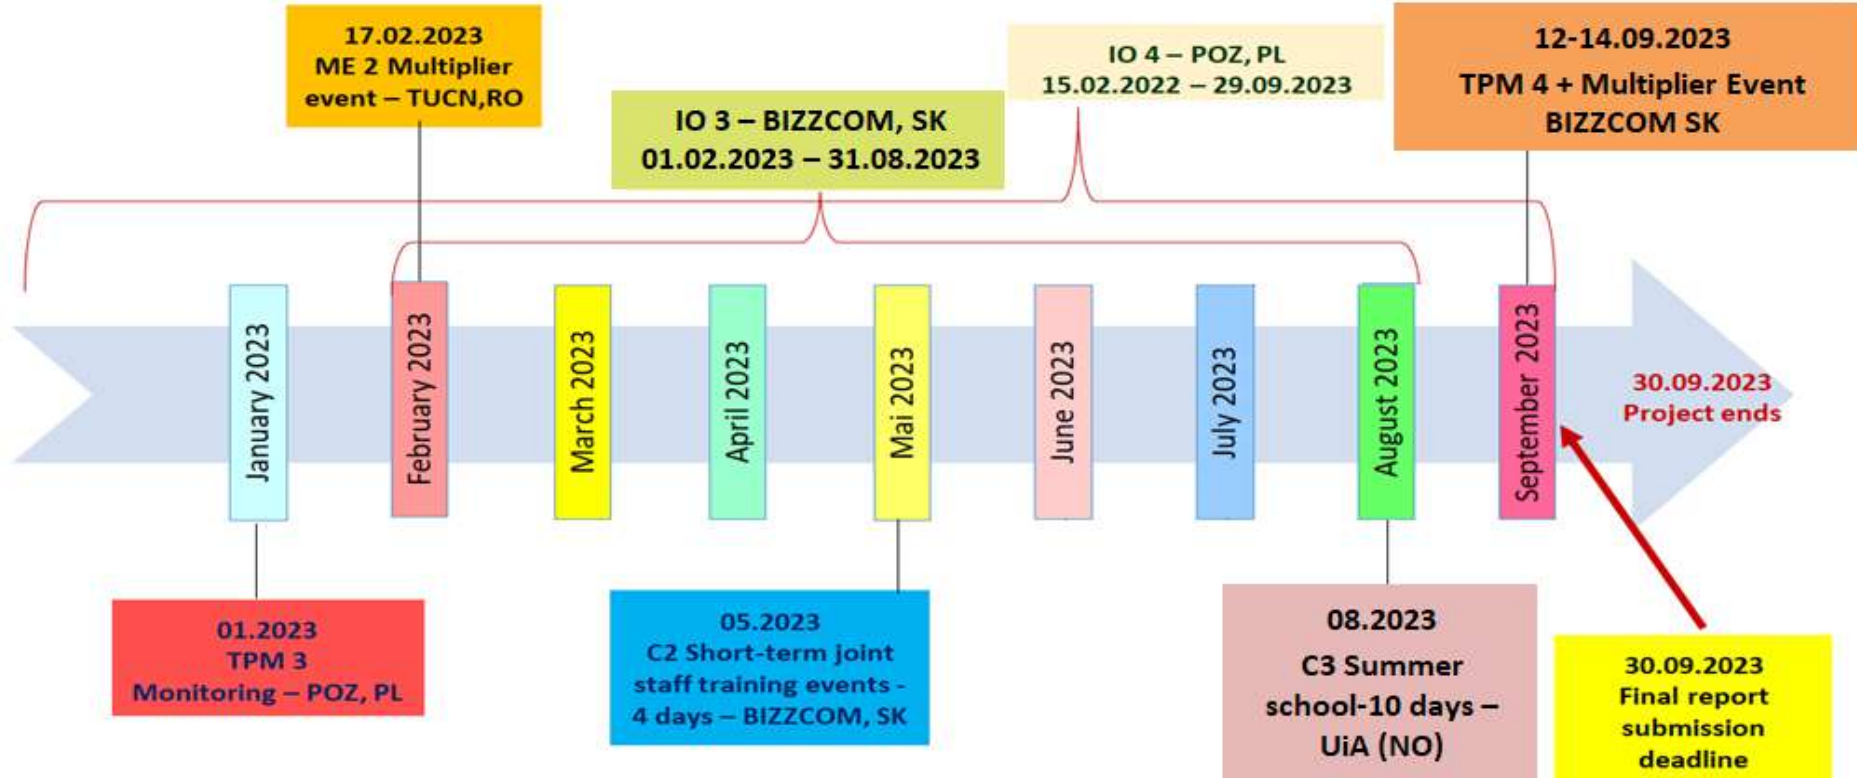 17.02.2023
ME 2 Multiplier
event – TUCN,RO
IO 3 – BIZZCOM, SK
01.02.2023 – 31.08.2023
IO 4 – POZ, PL
15.02.2022 – 29.09.2023
12-14.09.2023
TPM 4 + Multiplier Event
BIZZCOM SK
January 2023
February 2023
March 2023
April 2023
Mai 2023
June 2023
July 2023
August 2023
September 2023
30.09.2023
Project ends
01.2023
TPM 3
Monitoring – POZ, PL
05.2023
C2 Short-term joint
staff training events -
4 days – BIZZCOM, SK
08.2023
C3 Summer
school-10 days –
UiA (NO)
30.09.2023
Final report
submission
deadline